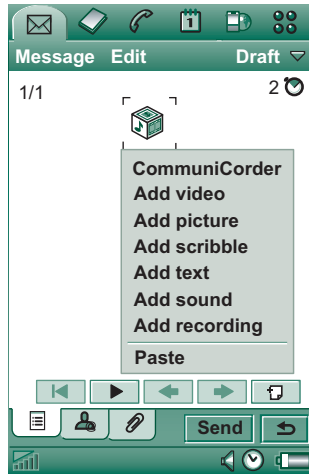 1
Message Edit Draft
1/1 2
CommuniCorder
Add video
Add picture
Add scribble
Add text
Add sound
Add recording
Paste
Send